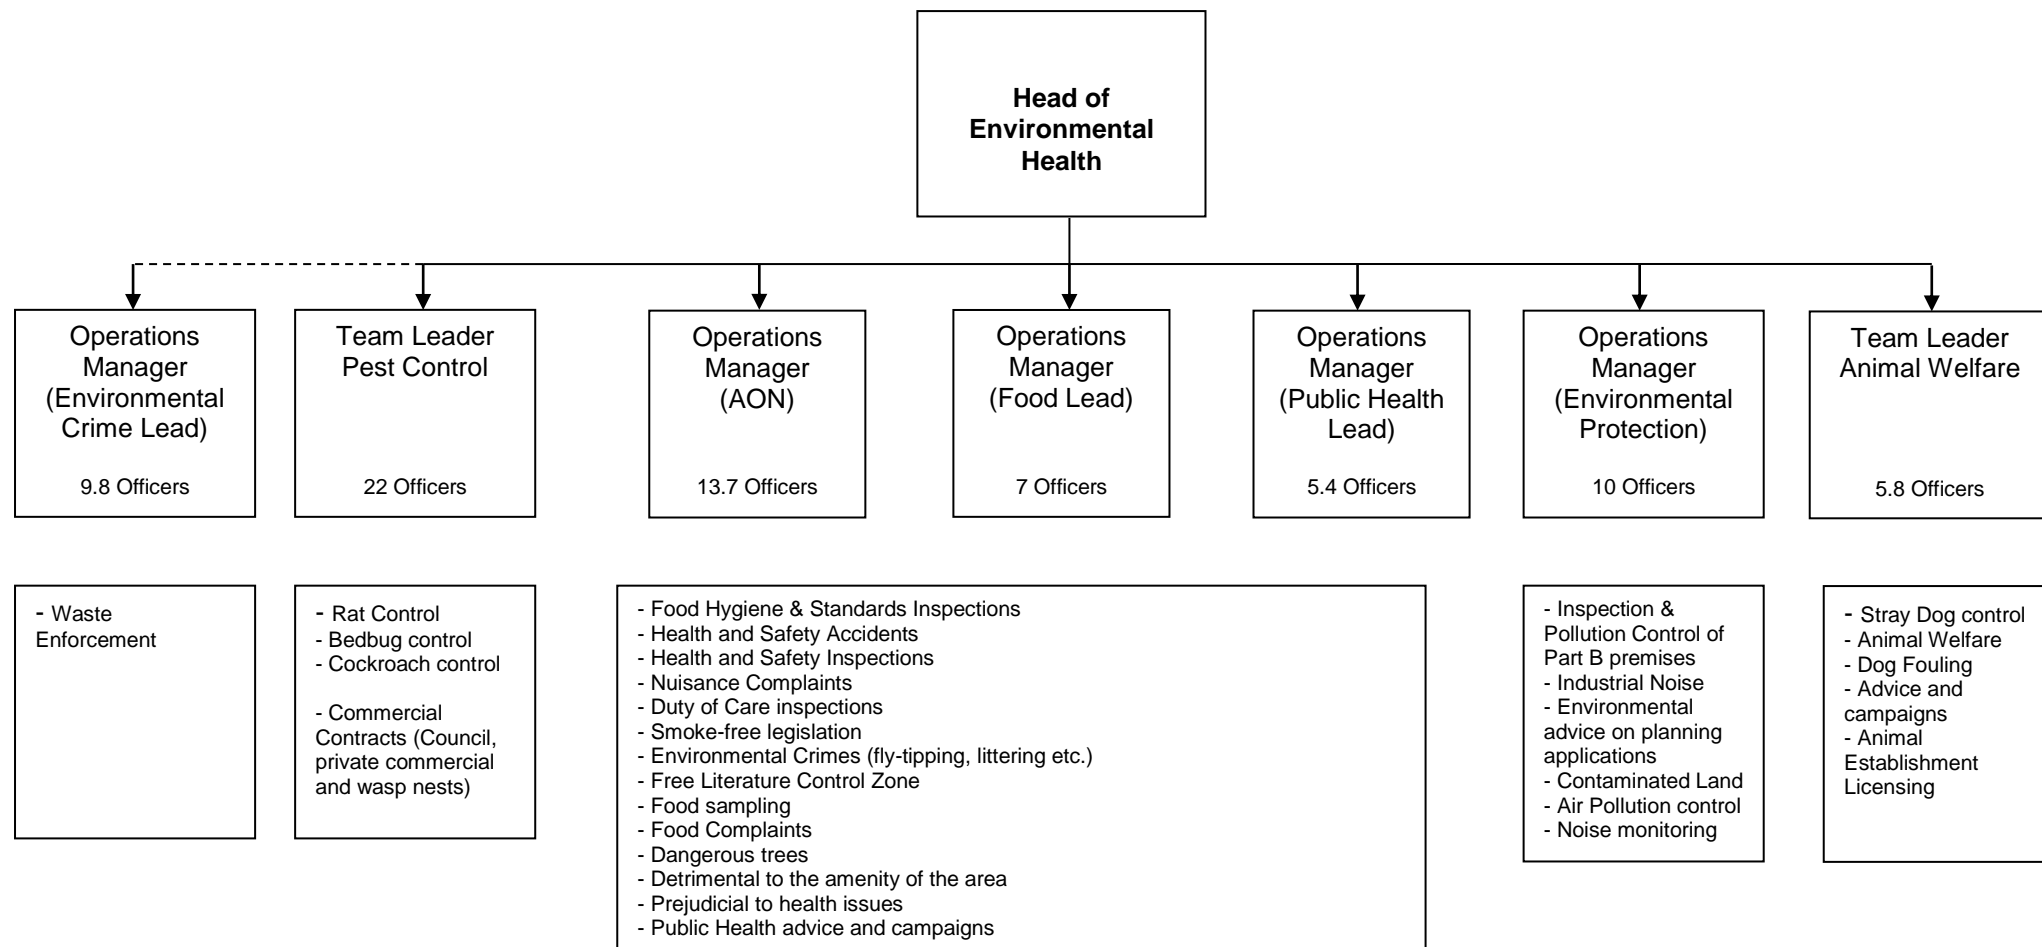 Head of
Environmental
Health
Operations
Manager
(Environmental
Crime Lead)
9.8 Officers
Team Leader
Pest Control
22 Officers
Operations
Manager
(AON)
13.7 Officers
Operations
Manager
(Food Lead)
7 Officers
Operations
Manager
(Public Health
Lead)
5.4 Officers
Operations
Manager
(Environmental
Protection)
10 Officers
Team Leader
Animal Welfare
5.8 Officers
- Waste
Enforcement
- Rat Control
- Bedbug control
- Cockroach control
- Commercial
Contracts (Council,
private commercial
and wasp nests)
- Food Hygiene & Standards Inspections
- Health and Safety Accidents
- Health and Safety Inspections
- Nuisance Complaints
- Duty of Care inspections
- Smoke-free legislation
- Environmental Crimes (fly-tipping, littering etc.)
- Free Literature Control Zone
- Food sampling
- Food Complaints
- Dangerous trees
- Detrimental to the amenity of the area
- Prejudicial to health issues
- Public Health advice and campaigns
- Inspection &
Pollution Control of
Part B premises
- Industrial Noise
- Environmental
advice on planning
applications
- Contaminated Land
- Air Pollution control
- Noise monitoring
- Stray Dog control
- Animal Welfare
- Dog Fouling
- Advice and
campaigns
- Animal
Establishment
Licensing